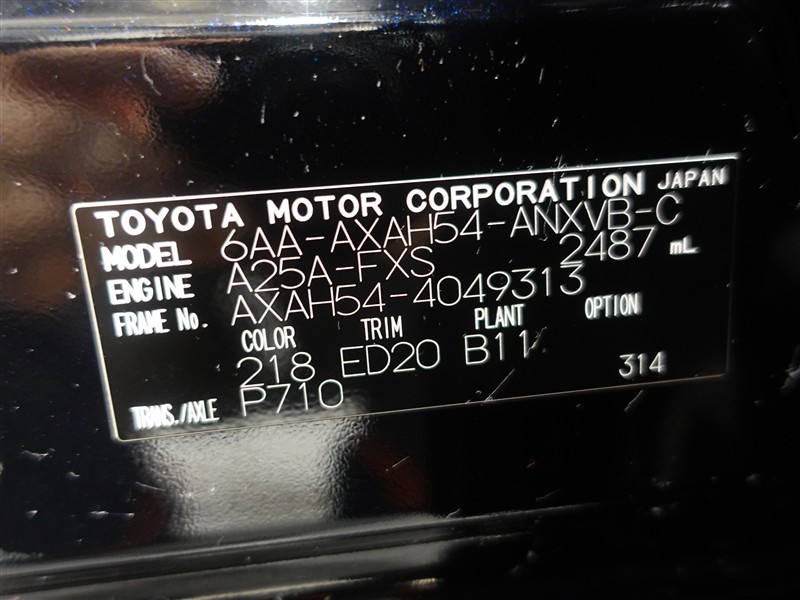 TOYOTA MOTOR CORPORATION JAPAN
MODEL 6AA-AXAH54-ANXVB-C
ENGINE A25A-FXS 2487 mL
FRAME No. AXAH54-4049313
COLOR TRIM PLANT OPTION
218 ED20 B11
TRANS./AXLE P710 314